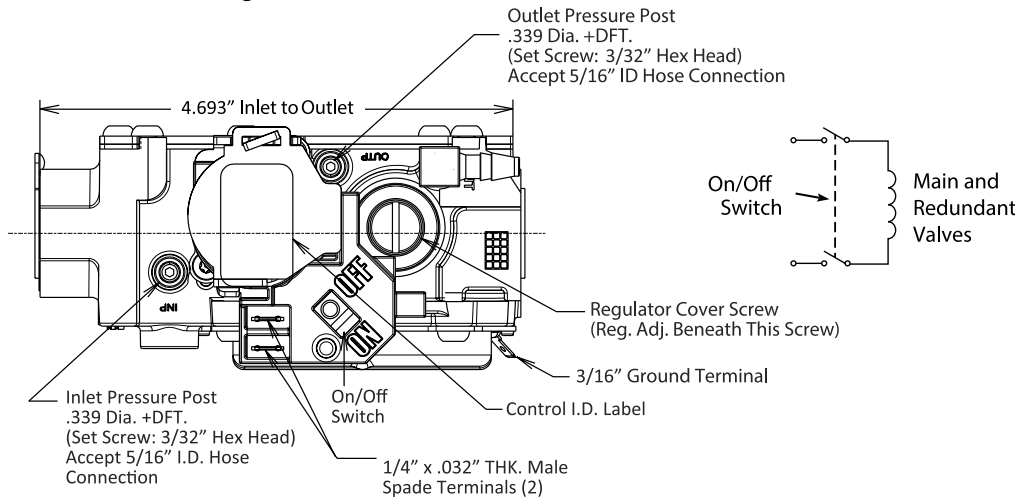 Outlet Pressure Post
.339 Dia. +DFT.
(Set Screw: 3/32” Hex Head)
Accept 5/16” ID Hose Connection
4.693” Inlet to Outlet
OUTP
On/Off
Switch
Main and
Redundant
Valves
OFF
ON
INP
Regulator Cover Screw
(Reg. Adj. Beneath This Screw)
3/16” Ground Terminal
Control I.D. Label
On/Off
Switch
Inlet Pressure Post
.339 Dia. +DFT.
(Set Screw: 3/32” Hex Head)
Accept 5/16” I.D. Hose
Connection
1/4” x .032” THK. Male
Spade Terminals (2)